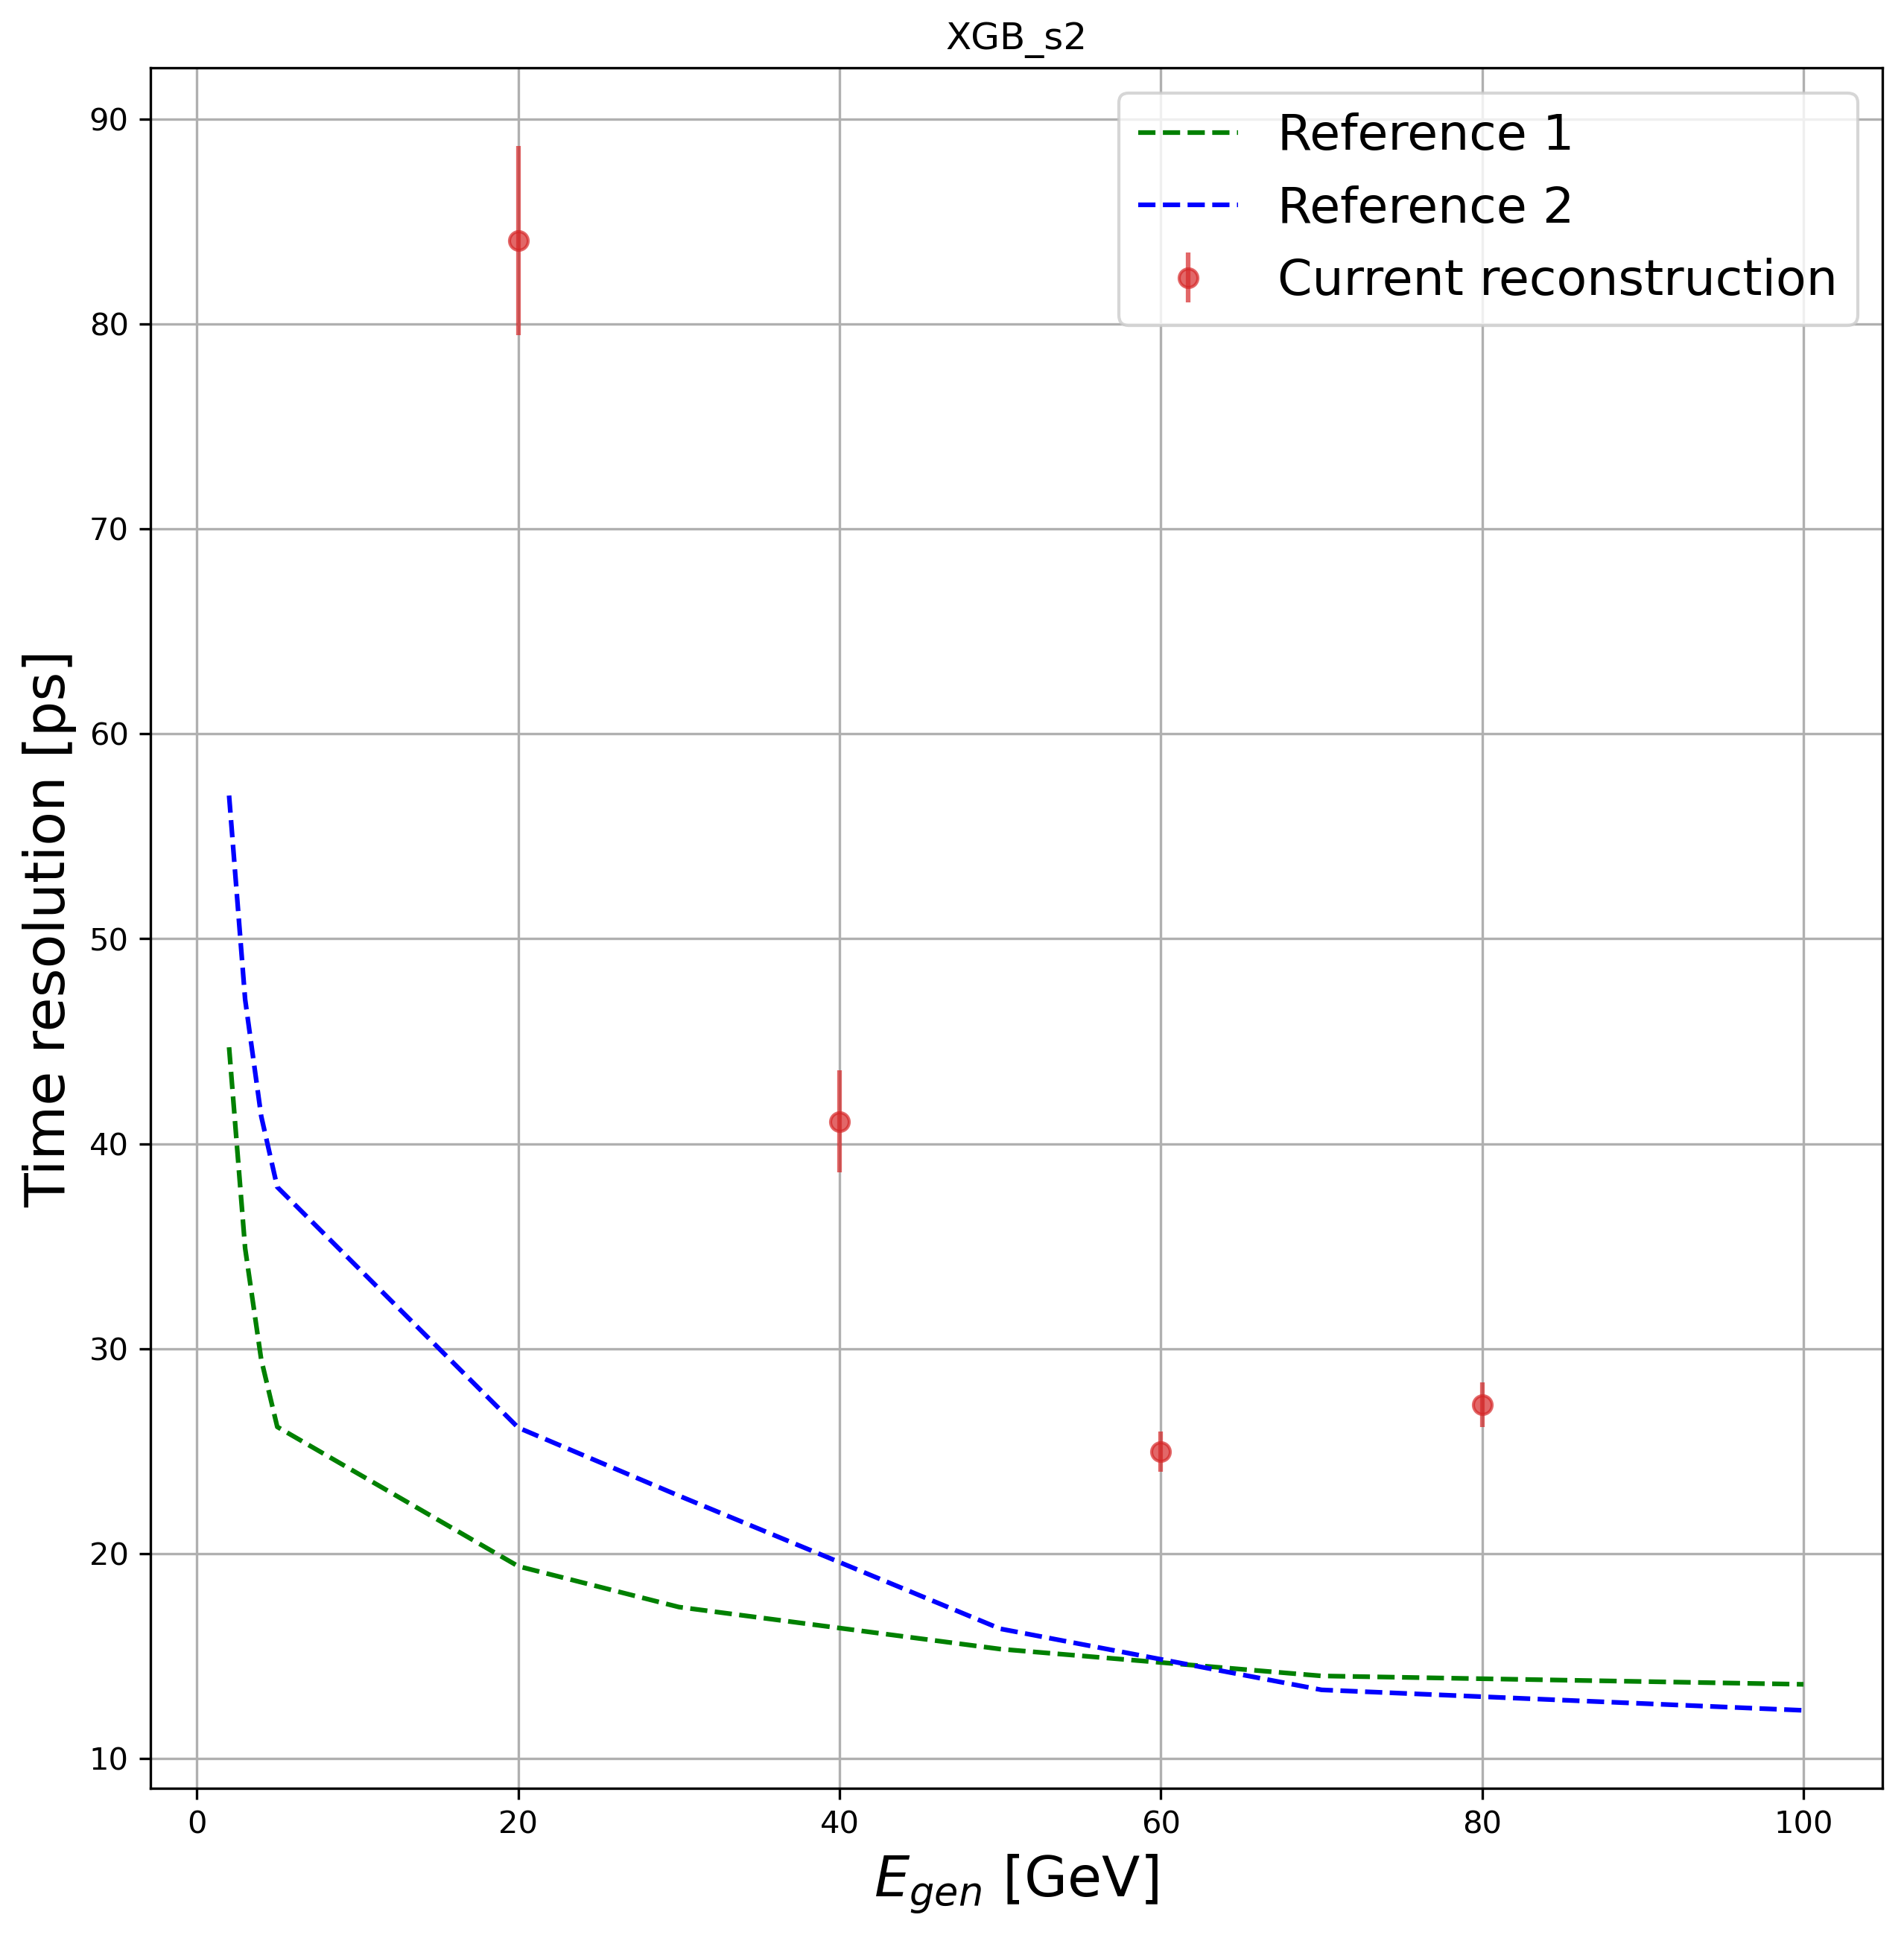 XGB_s2
Reference 1
Reference 2
Current reconstruction
90
80
70
60
50
40
30
20
10
Time resolution [ps]
0 20 40 60 80 100
E_gen [GeV]